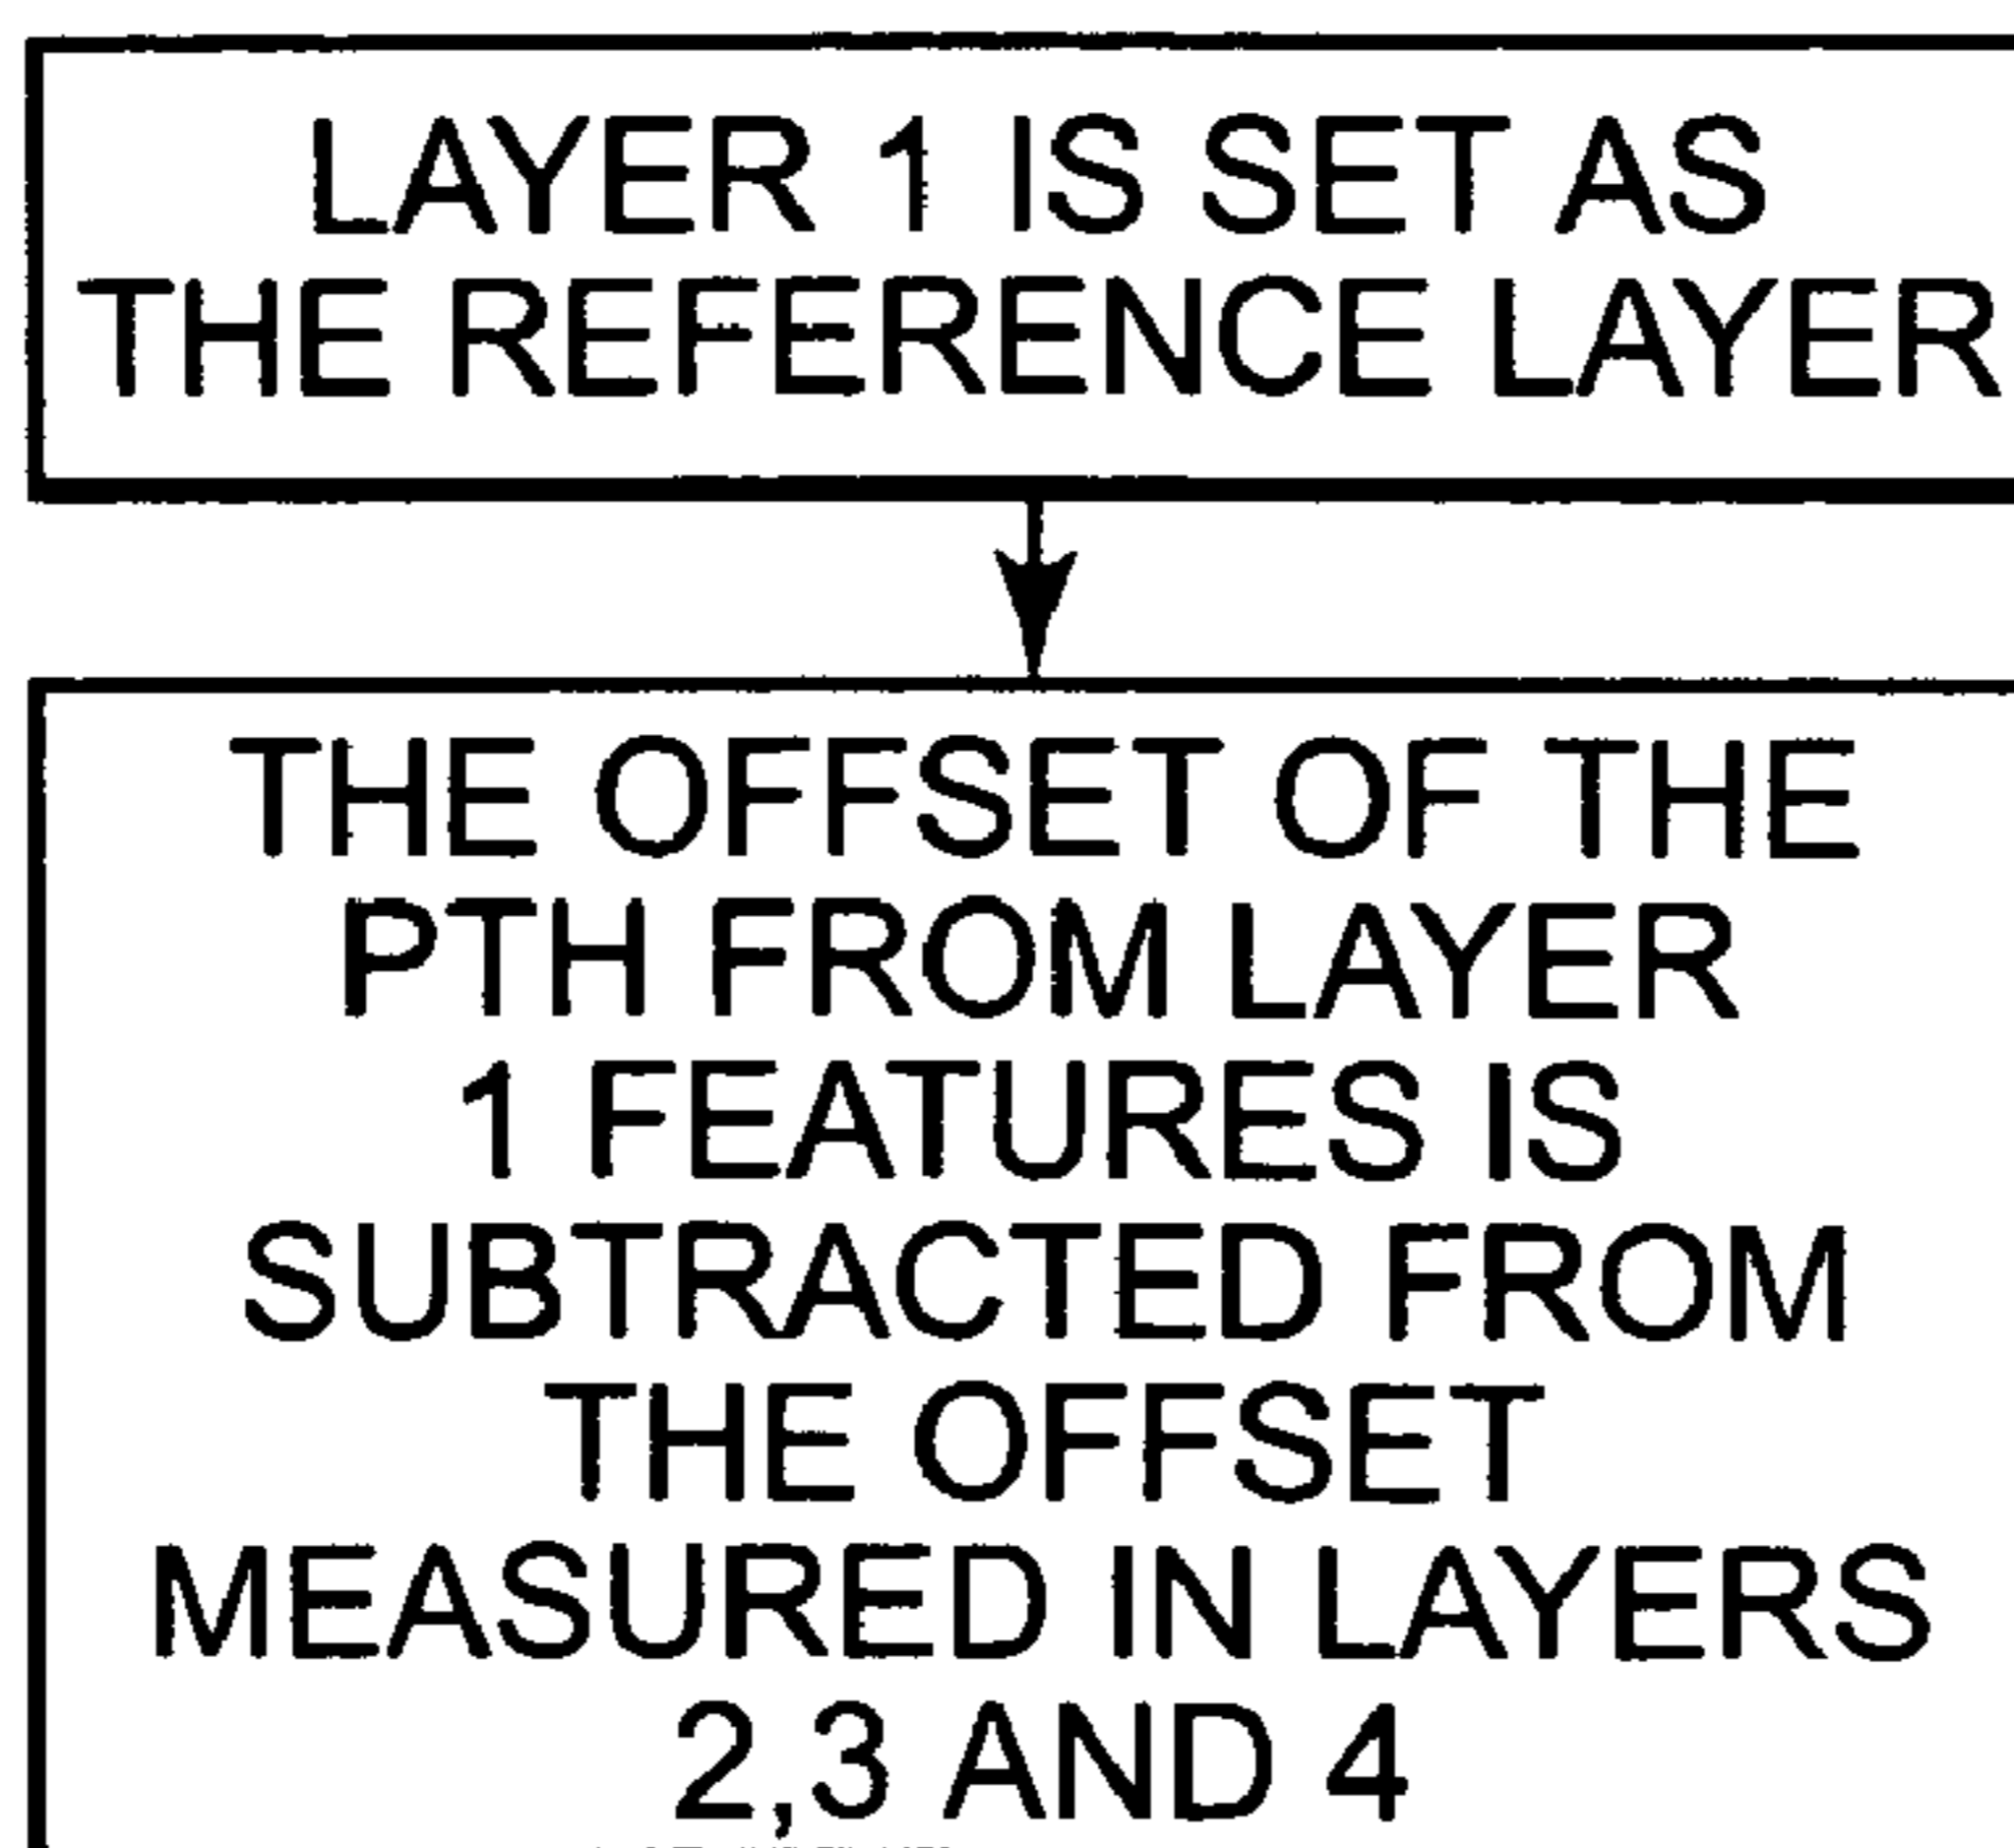 LAYER 1 IS SET AS
THE REFERENCE LAYER
THE OFFSET OF THE
PTH FROM LAYER
1 FEATURES IS
SUBTRACTED FROM
THE OFFSET
MEASURED IN LAYERS
2,3 AND 4